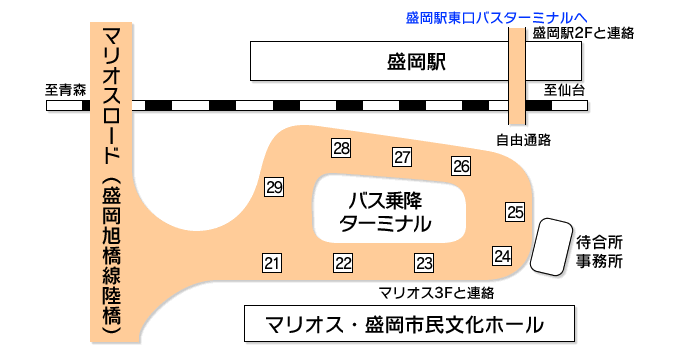 盛岡駅東口バスターミナルへ
盛岡駅2Fと連絡
盛岡駅
至青森
至仙台
自由通路
マリオスロード（盛岡旭橋線陸橋）
28
27
26
29
バス乗降
ターミナル
25
24
待合所
事務所
21
22
23
マリオス3Fと連絡
マリオス・盛岡市民文化ホール